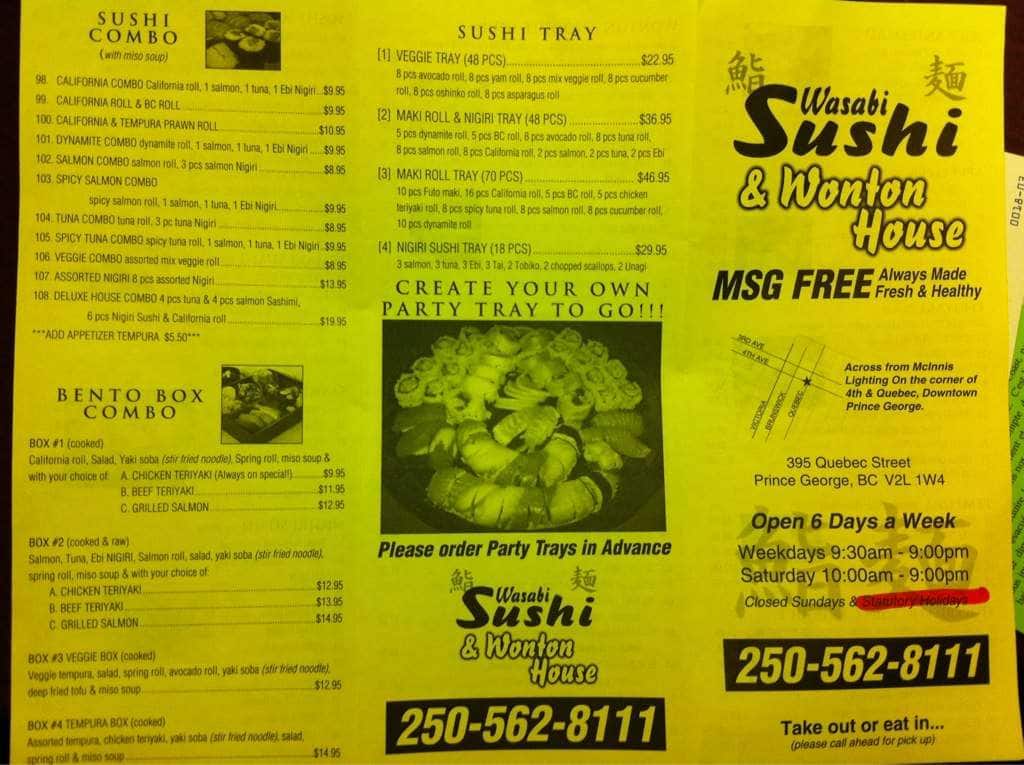 SUSHI
COMBO
(with miso soup)
98. CALIFORNIA COMBO California roll, 1 salmon, 1 tuna, 1 Ebi Nigiri...$9.95
99. CALIFORNIA ROLL & BC ROLL $9.95
100. CALIFORNIA & TEMPURA PRAWN ROLL $10.95
101. DYNAMITE COMBO dynamite roll, 1 salmon, 1 tuna, 1 Ebi Nigiri .....$9.95
102. SALMON COMBO salmon roll, 3 pcs salmon Nigiri $8.95
103. SPICY SALMON COMBO
spicy salmon roll, 1 salmon, 1 tuna, 1 Ebi Nigiri $9.95
104. TUNA COMBO tuna roll, 3 pc tuna Nigiri $8.95
105. SPICY TUNA COMBO spicy tuna roll, 1 salmon, 1 tuna, 1 Ebi Nigiri .$9.95
106. VEGGIE COMBO assorted mix veggie roll $8.95
107. ASSORTED NIGIRI 8 pcs assorted Nigiri $13.95
108. DELUXE HOUSE COMBO 4 pcs tuna & 4 pcs salmon Sashimi,
6 pcs Nigiri Sushi & California roll $19.95
***ADD APPETIZER TEMPURA $5.50***
BENTO BOX
COMBO
BOX #1 (cooked)
California roll, Salad, Yaki soba (stir fried noodle), Spring roll, miso soup &
with your choice of: A. CHICKEN TERIYAKI (Always on special!) $9.95
B. BEEF TERIYAKI $11.95
C. GRILLED SALMON $12.95
BOX #2 (cooked & raw)
Salmon, Tuna, Ebi NIGIRI, Salmon roll, salad, yaki soba (stir fried noodle),
spring roll, miso soup & with your choice of:
A. CHICKEN TERIYAKI $12.95
B. BEEF TERIYAKI $13.95
C. GRILLED SALMON $14.95
BOX #3 VEGGIE BOX (cooked)
Veggie tempura, salad, spring roll, avocado roll, yaki soba (stir fried noodle),
deep fried tofu & miso soup $12.95
BOX #4 TEMPURA BOX (cooked)
Assorted tempura, chicken teriyaki, yaki soba (stir fried noodle), salad,
spring roll & miso soup $14.95
SUSHI TRAY
[1] VEGGIE TRAY (48 PCS) $22.95
8 pcs avocado roll, 8 pcs yam roll, 8 pcs mix veggie roll, 8 pcs cucumber
roll, 8 pcs oshinko roll, 8 pcs asparagus roll
[2] MAKI ROLL & NIGIRI TRAY (48 PCS) $36.95
5 pcs dynamite roll, 5 pcs BC roll, 8 pcs avocado roll, 8 pcs tuna roll,
8 pcs salmon roll, 8 pcs California roll, 2 pcs salmon, 2 pcs tuna, 2 pcs Ebi
[3] MAKI ROLL TRAY (70 PCS) $46.95
10 pcs Futo maki, 16 pcs California roll, 5 pcs BC roll, 5 pcs chicken
teriyaki roll, 8 pcs spicy tuna roll, 8 pcs salmon roll, 8 pcs cucumber roll,
10 pcs dynamite roll
[4] NIGIRI SUSHI TRAY (18 PCS) $29.95
3 salmon, 3 tuna, 3 Ebi, 3 Tai, 2 Tobiko, 2 chopped scallops, 2 Unagi
CREATE YOUR OWN
PARTY TRAY TO GO!!!
Please order Party Trays in Advance
鮨 麺
Wasabi
Sushi
& Wonton
House
250-562-8111
鮨 麺
Wasabi
Sushi
& Wonton
House
MSG FREE Always Made
Fresh & Healthy
3RD AVE
4TH AVE
VICTORIA
BRUNSWICK
QUEBEC
Across from McInnis
Lighting On the corner of
4th & Quebec, Downtown
Prince George.
395 Quebec Street
Prince George, BC V2L 1W4
鮨 麺
Open 6 Days a Week
Weekdays 9:30am - 9:00pm
Saturday 10:00am - 9:00pm
Closed Sundays & Statutory Holidays
250-562-8111
Take out or eat in...
(please call ahead for pick up)